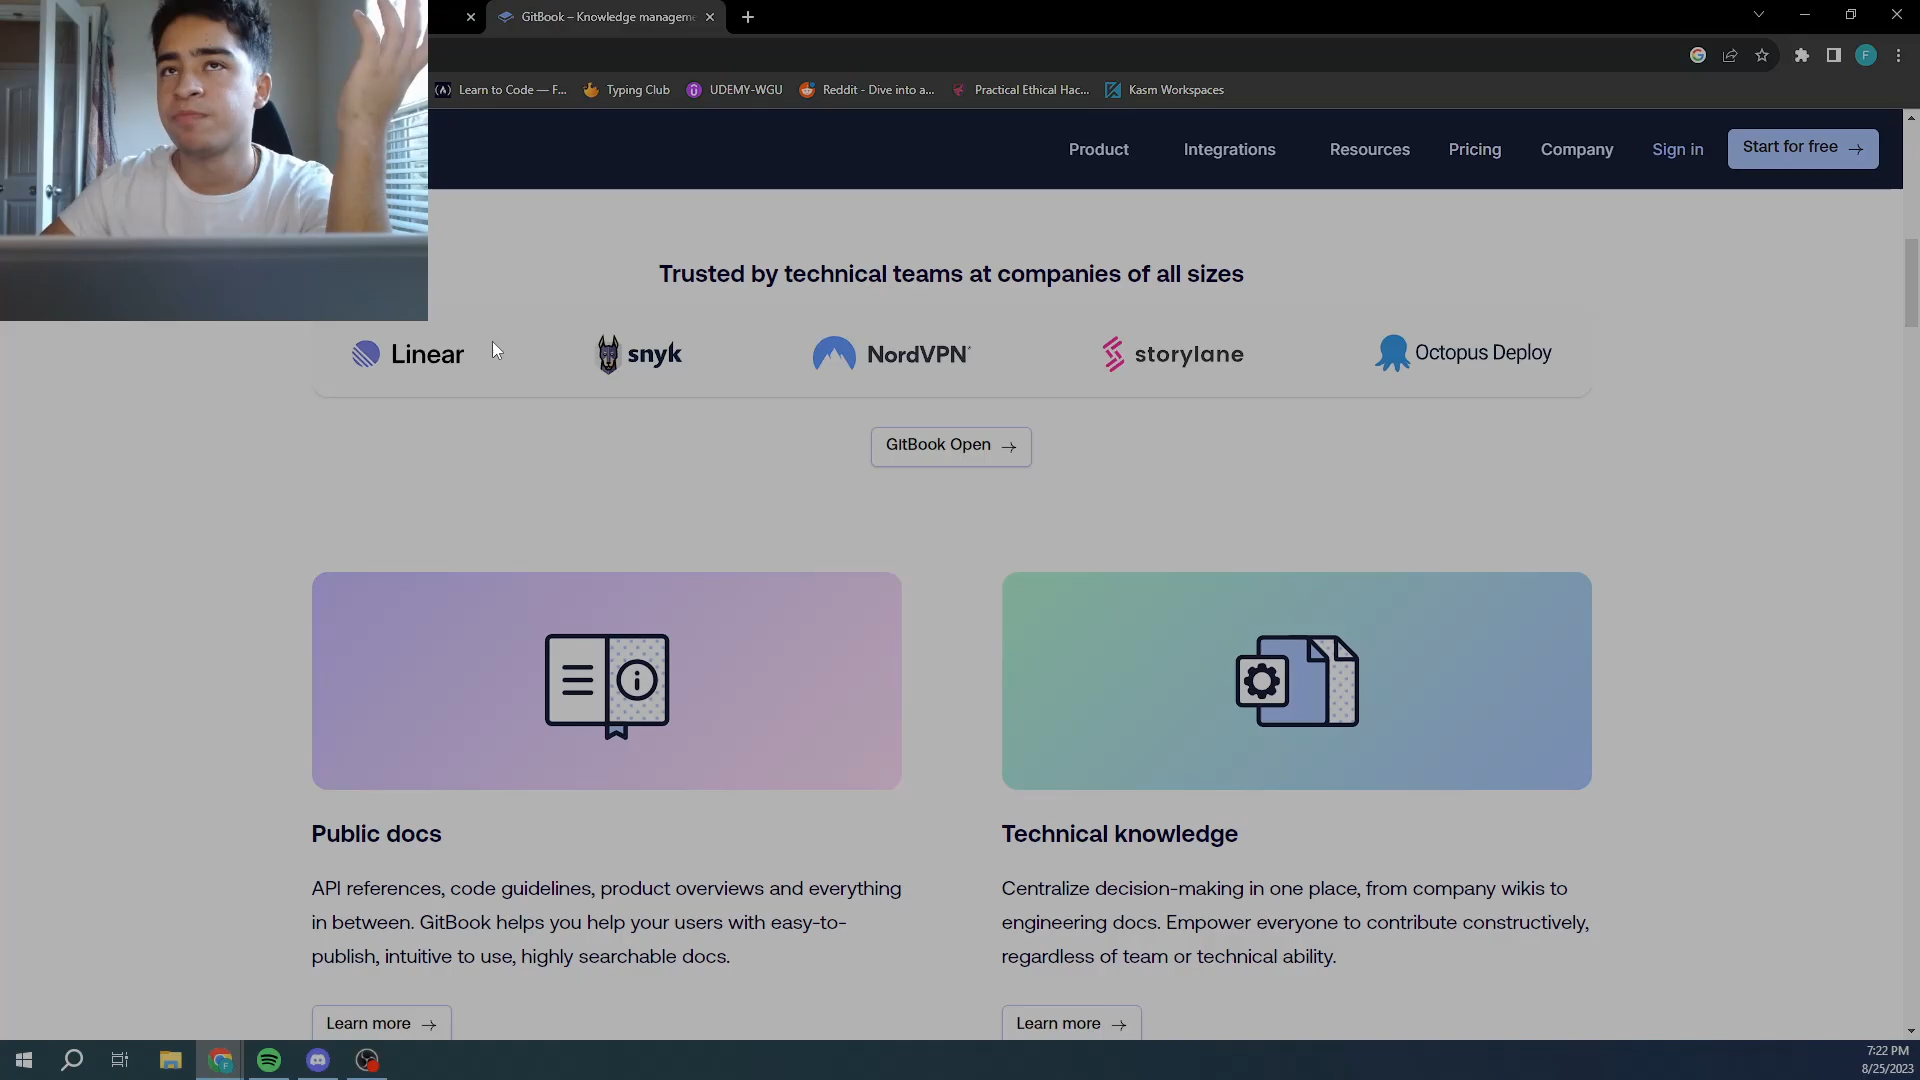 GitBook – Knowledge managem
Learn to Code — F...
Typing Club
UDEMY-WGU
Reddit - Dive into a...
Practical Ethical Hac...
Kasm Workspaces
F
Product
Integrations
Resources
Pricing
Company
Sign in
Start for free →
Trusted by technical teams at companies of all sizes
Linear
snyk
NordVPN
storylane
Octopus Deploy
GitBook Open →
Public docs
API references, code guidelines, product overviews and everything
in between. GitBook helps you help your users with easy-to-
publish, intuitive to use, highly searchable docs.
Learn more →
Technical knowledge
Centralize decision-making in one place, from company wikis to
engineering docs. Empower everyone to contribute constructively,
regardless of team or technical ability.
Learn more →
7:22 PM
8/25/2023